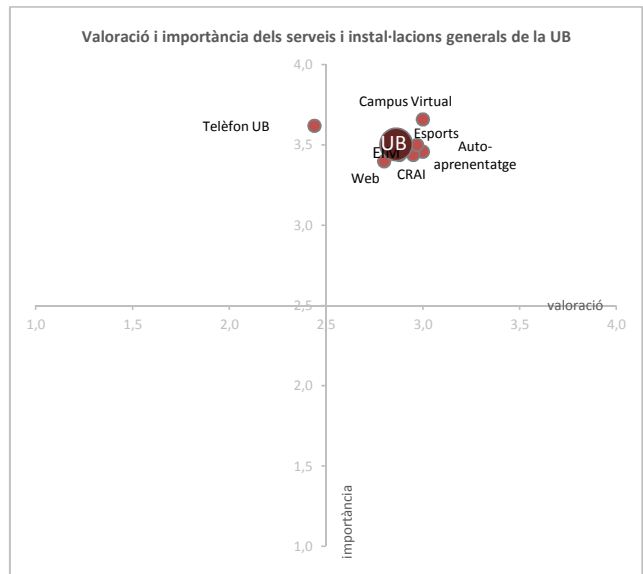 Valoració i importància dels serveis i instal·lacions generals de la UB
4,0
Campus Virtual
Telèfon UB
Esports
UB
Auto-
aprenentatge
3,5
CRAI
Web
3,0
valoració
2,5
1,0
1,5
2,0
2,5
3,0
3,5
4,0
2,0
1,5
importància
1,0